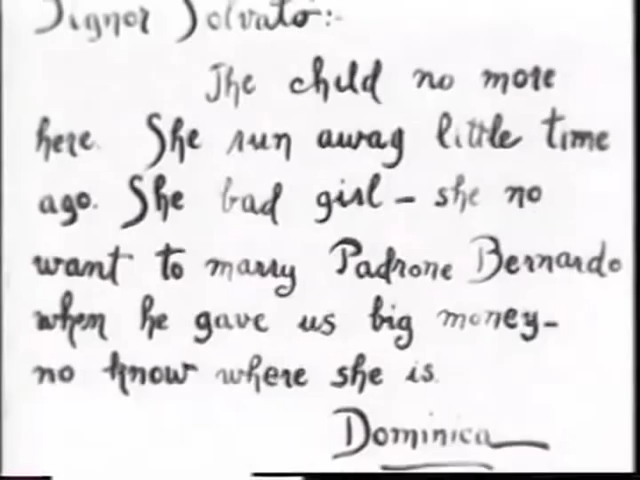 Signor Solvato:-
The child no more
here. She run away little time
ago. She bad girl - she no
want to marry Padrone Bernardo
when he gave us big money-
no know where she is.
Dominica